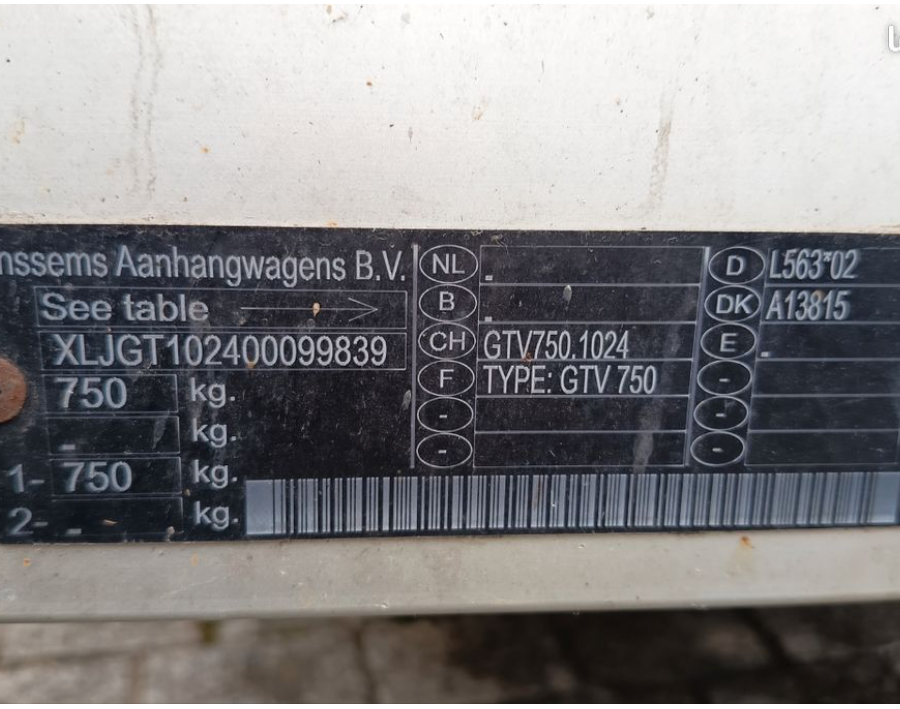 nssems Aanhangwagens B.V.
See table
XLJGT102400099839
750 kg.
- kg.
1- 750 kg.
2- - kg.
NL -
B -
CH GTV750.1024
F TYPE: GTV 750
-
-
D L563*02
DK A13815
E -
-
-
-